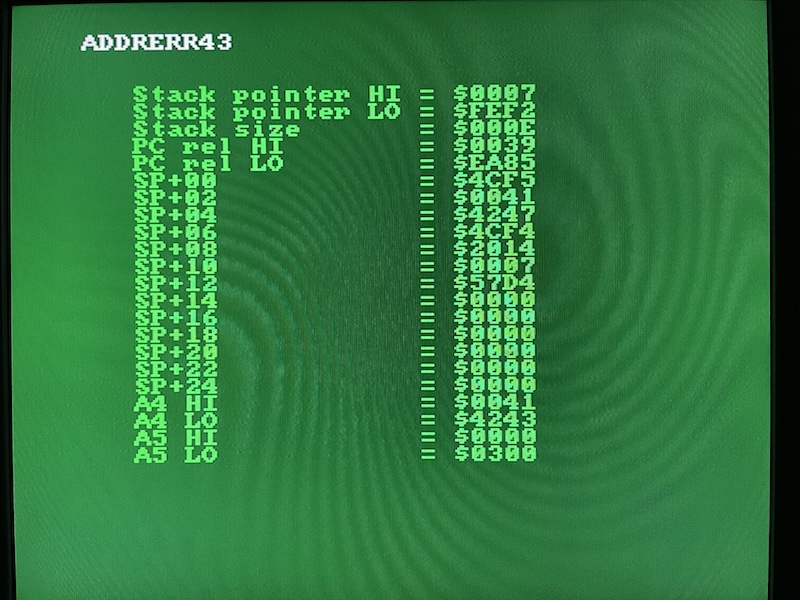 ADDRERR43
Stack pointer HI = $0007
Stack pointer LO = $FEF2
Stack size = $000E
PC rel HI = $0039
PC rel LO = $EA85
SP+00 = $4CF5
SP+02 = $0041
SP+04 = $4247
SP+06 = $4CF4
SP+08 = $2014
SP+10 = $0007
SP+12 = $57D4
SP+14 = $0000
SP+16 = $0000
SP+18 = $0000
SP+20 = $0000
SP+22 = $0000
SP+24 = $0000
A4 HI = $0041
A4 LO = $4243
A5 HI = $0000
A5 LO = $0300